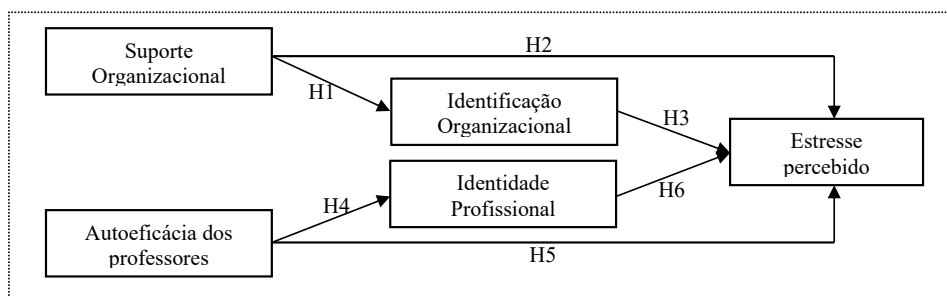 Suporte
Organizacional
H2
H1
Identificação
Organizacional
H3
Estresse
percebido
Identidade
Profissional
H6
H4
Autoeficácia dos
professores
H5